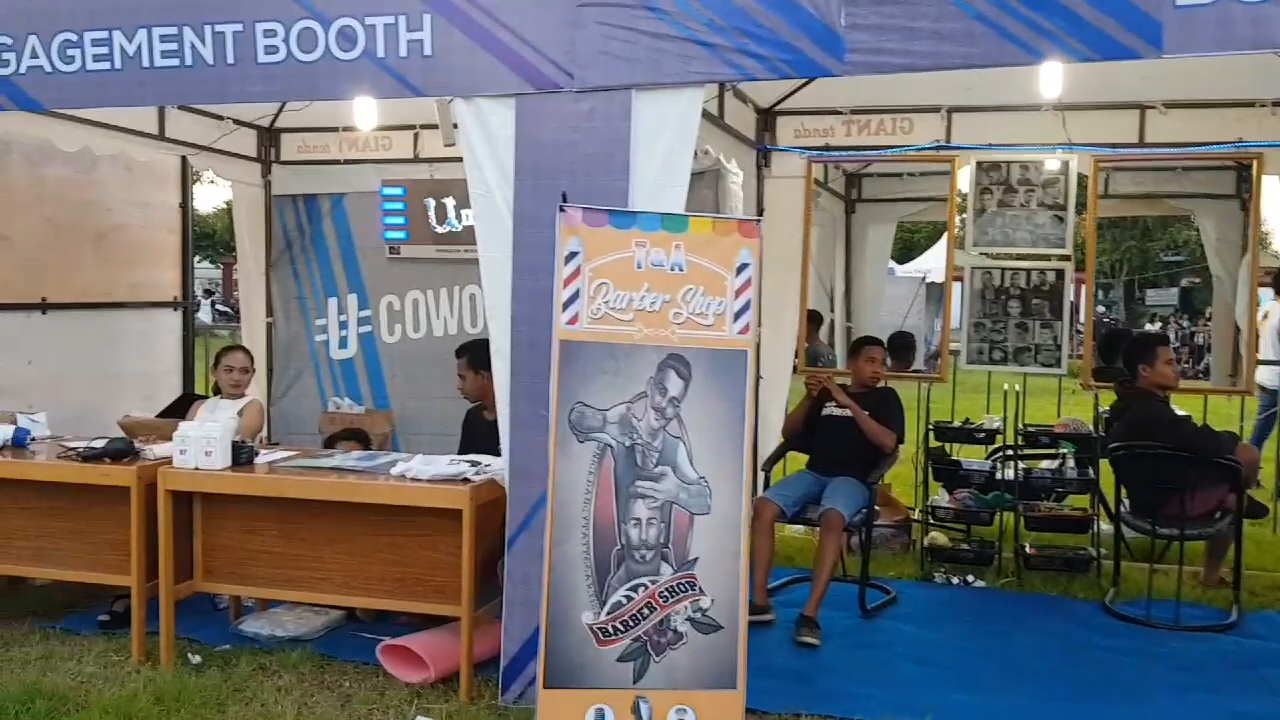 GAGEMENT BOOTH
GIANT tenda
GIANT tenda
U COWO
T & A
Barber Shop
BARBER SHOP